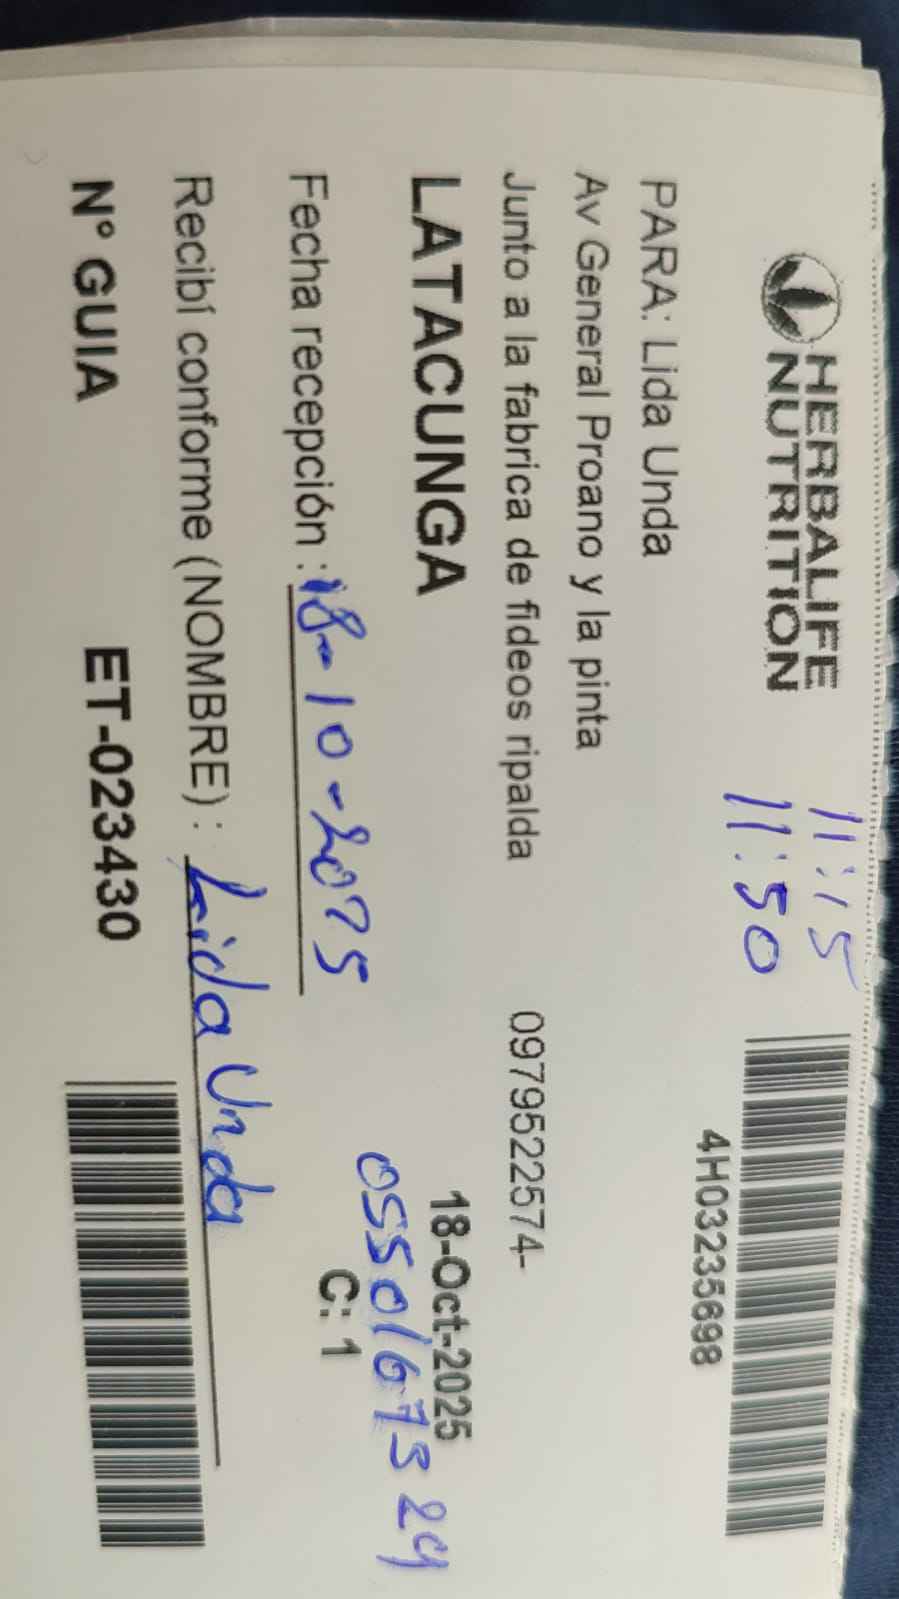 HERBALIFE
NUTRITION
11:15
11:50
4H03235698
PARA: Lida Unda
Av General Proano y la pinta
Junto a la fabrica de fideos ripalda
0979522574-
LATACUNGA
18-Oct-2025
C: 1
Fecha recepción : 18-10-2025
Recibí conforme (NOMBRE) : Lida Unda
N° GUIA
ET-023430